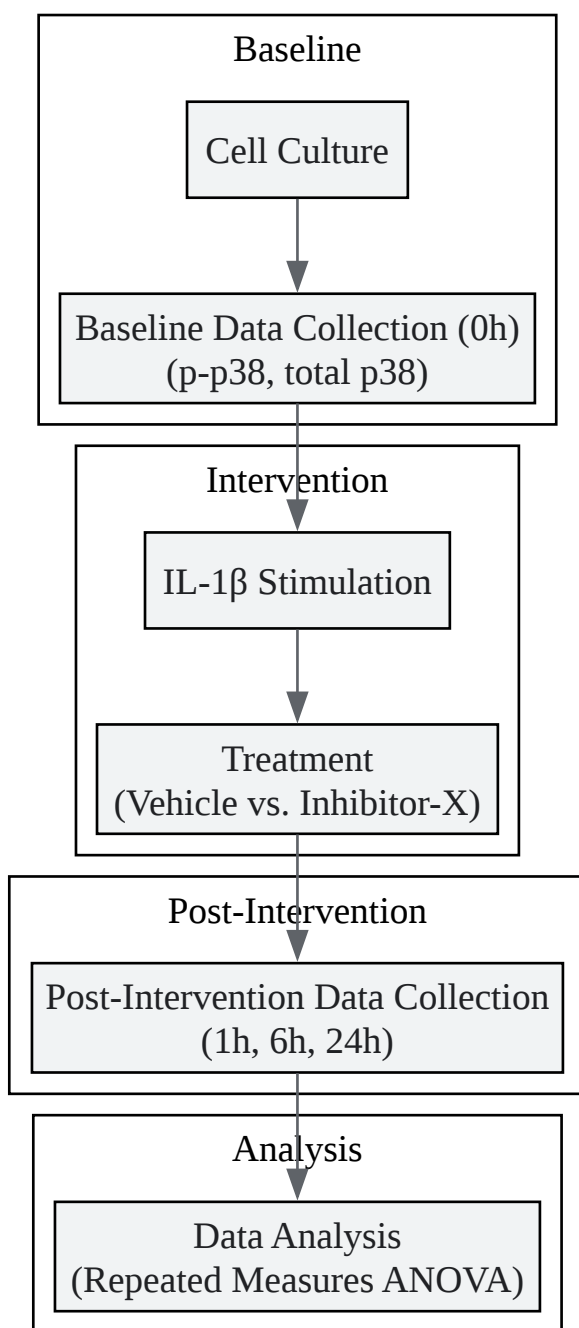 Baseline
Cell Culture
Baseline Data Collection (0h)
(p-p38, total p38)
Intervention
IL-1β Stimulation
Treatment
(Vehicle vs. Inhibitor-X)
Post-Intervention
Post-Intervention Data Collection
(1h, 6h, 24h)
Analysis
Data Analysis
(Repeated Measures ANOVA)